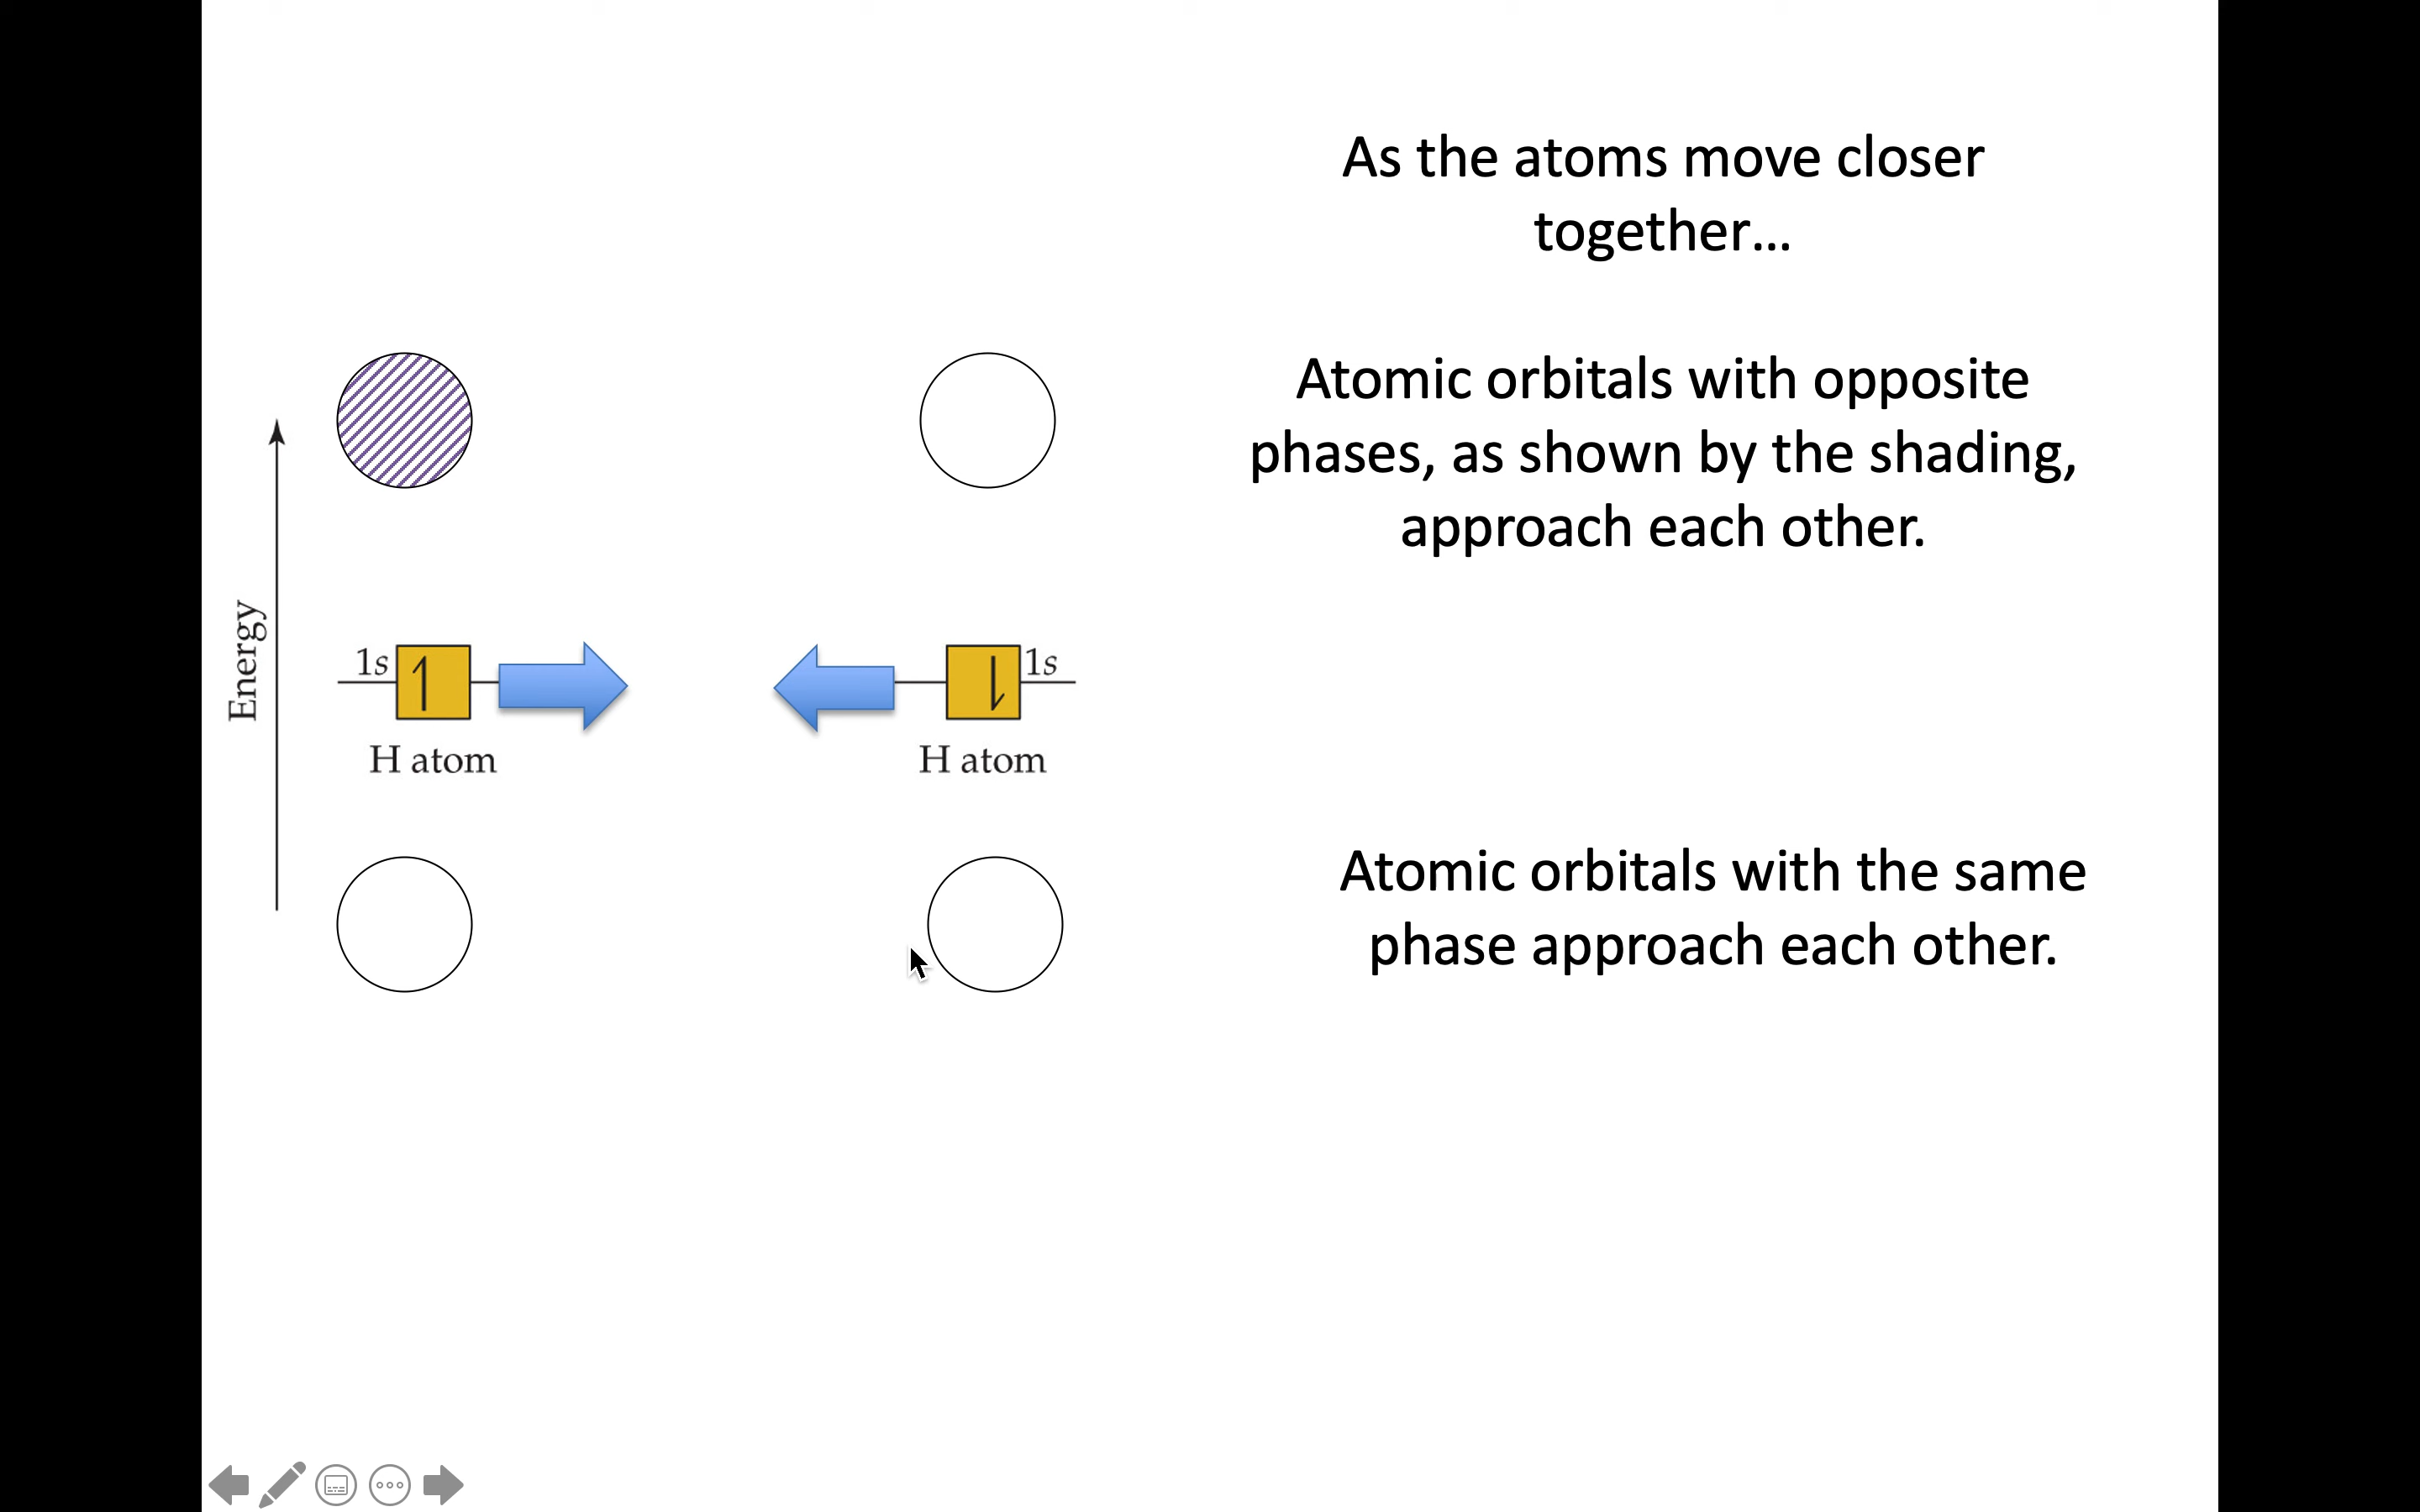 As the atoms move closer
together...
Atomic orbitals with opposite
phases, as shown by the shading,
approach each other.
Energy
1s
1s
H atom
H atom
Atomic orbitals with the same
phase approach each other.